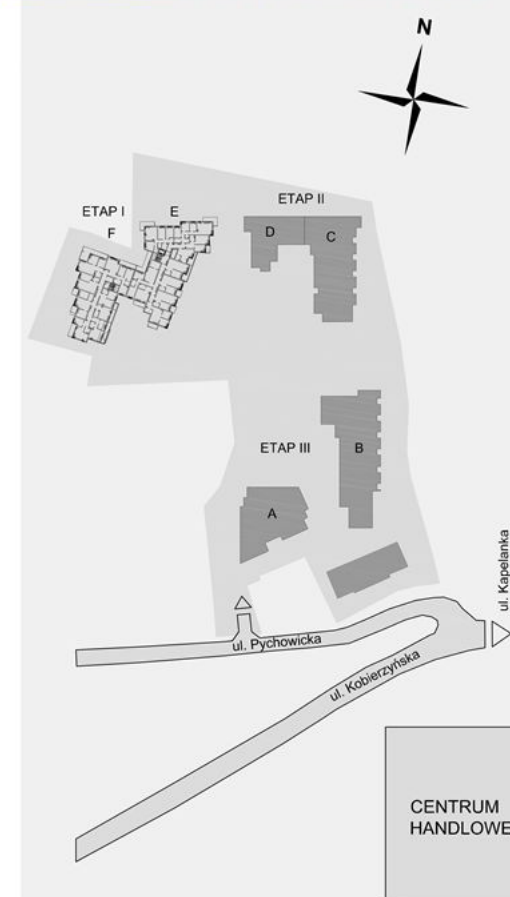 N
ETAP II
ETAP I
E
F
D
C
ETAP III
B
A
ul. Kapelanka
ul. Pychowicka
ul. Kobierzyńska
CENTRUM
HANDLOWE